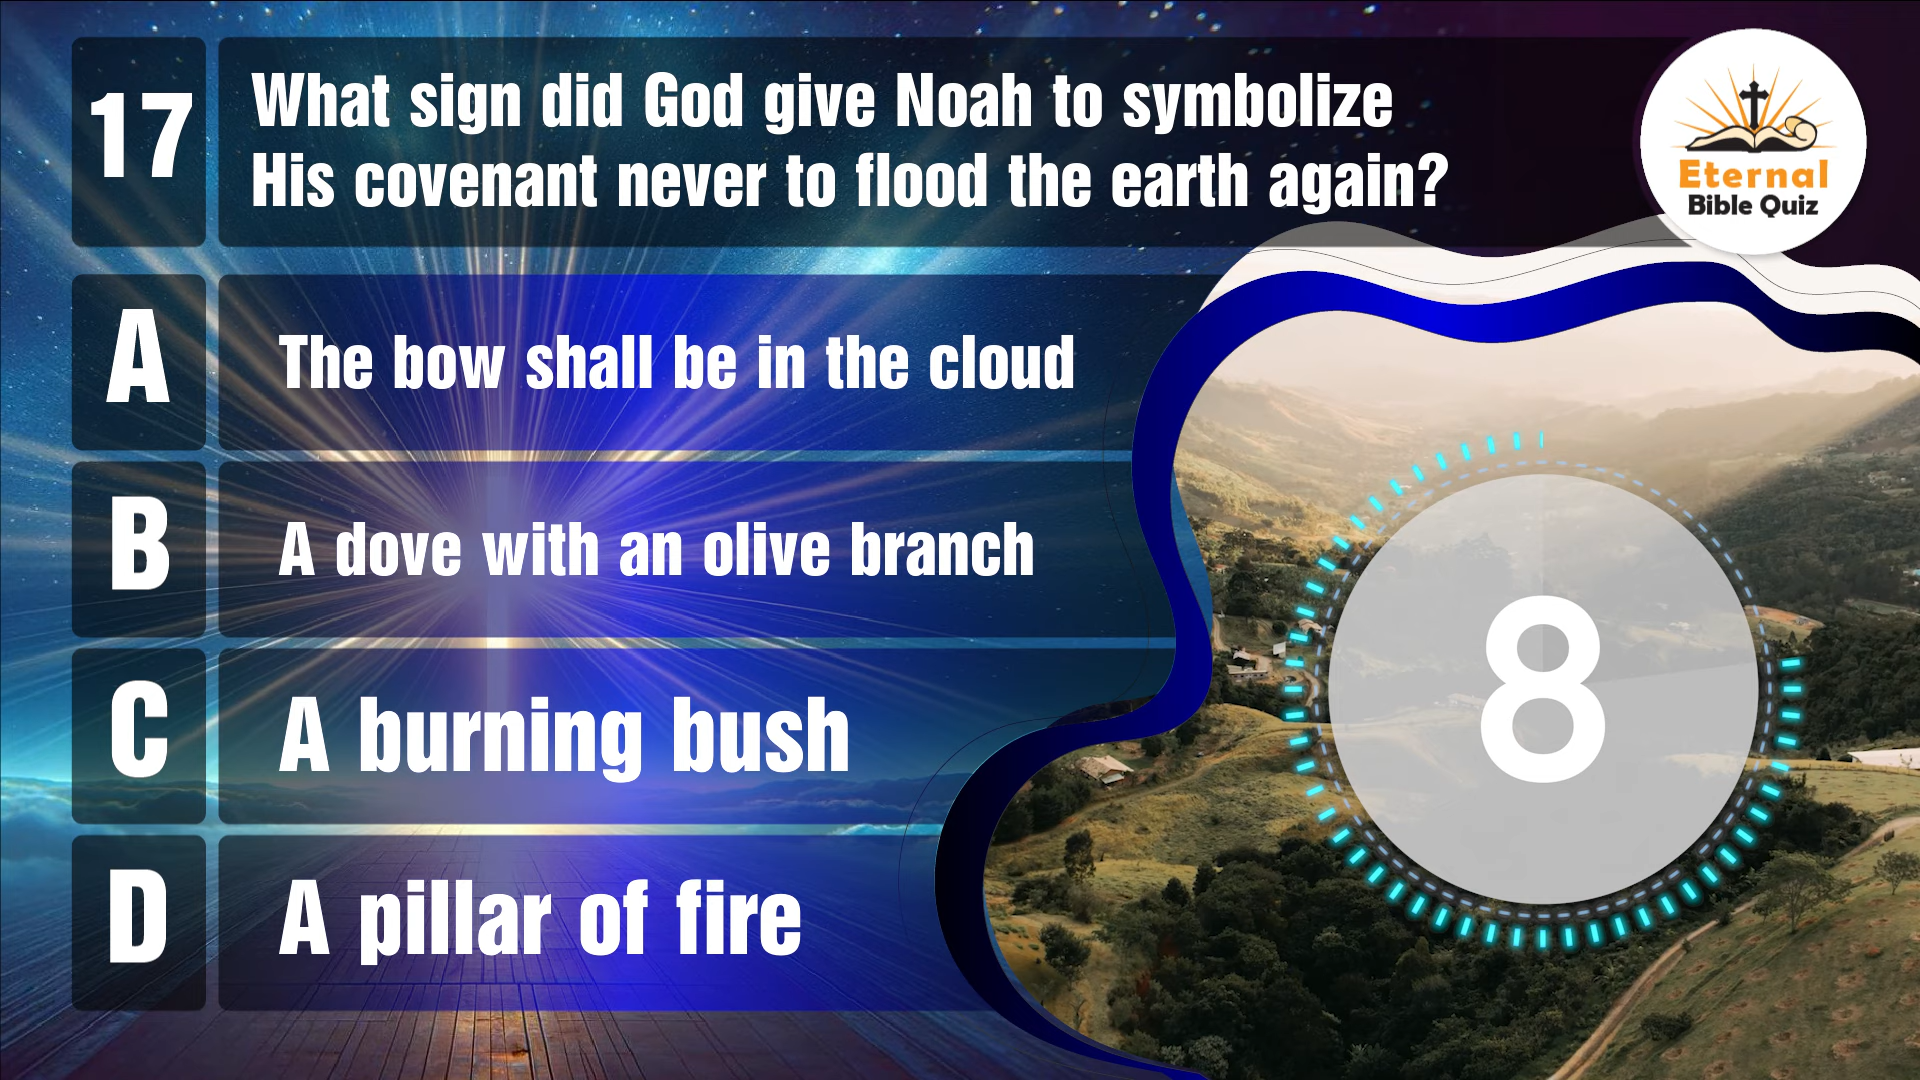 17
What sign did God give Noah to symbolize
His covenant never to flood the earth again?
Eternal
Bible Quiz
A
The bow shall be in the cloud
B
A dove with an olive branch
C
A burning bush
D
A pillar of fire
8